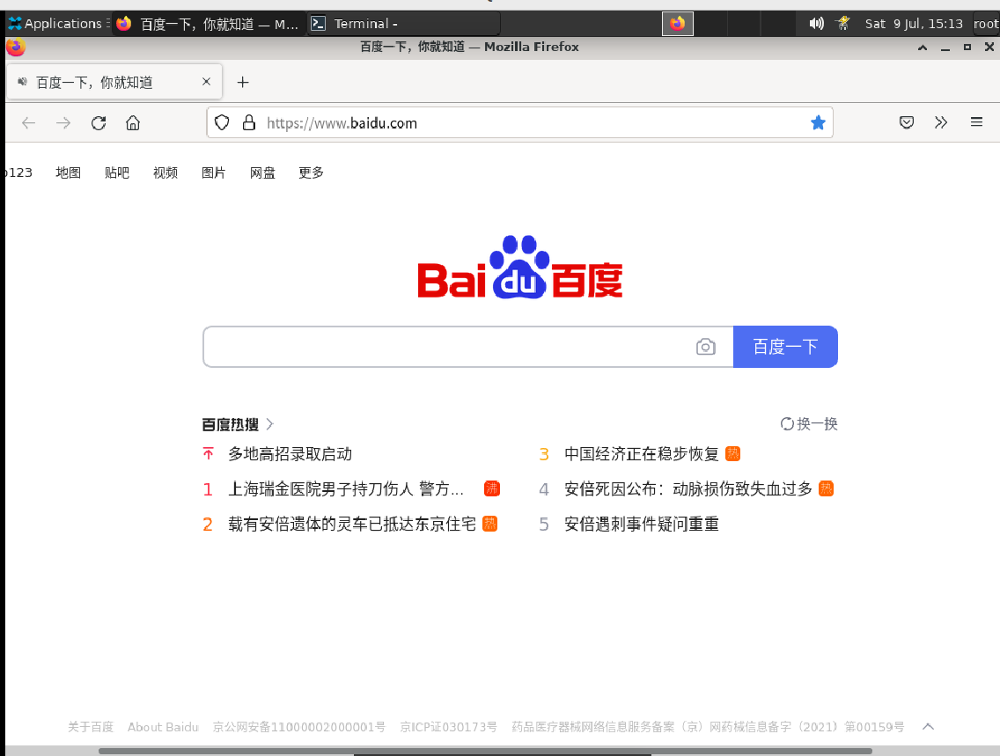 Applications 百度一下，你就知道 — M... Terminal - Sat 9 Jul, 15:13 root
百度一下，你就知道 — Mozilla Firefox
百度一下，你就知道
https://www.baidu.com
o123 地图 贴吧 视频 图片 网盘 更多
Bai du 百度
百度一下
百度热搜 换一换
多地高招录取启动
1 上海瑞金医院男子持刀伤人 警方... 沸
2 载有安倍遗体的灵车已抵达东京住宅 热
3 中国经济正在稳步恢复 热
4 安倍死因公布：动脉损伤致失血过多 热
5 安倍遇刺事件疑问重重
关于百度 About Baidu 京公网安备11000002000001号 京ICP证030173号 药品医疗器械网络信息服务备案（京）网药械信息备字（2021）第00159号